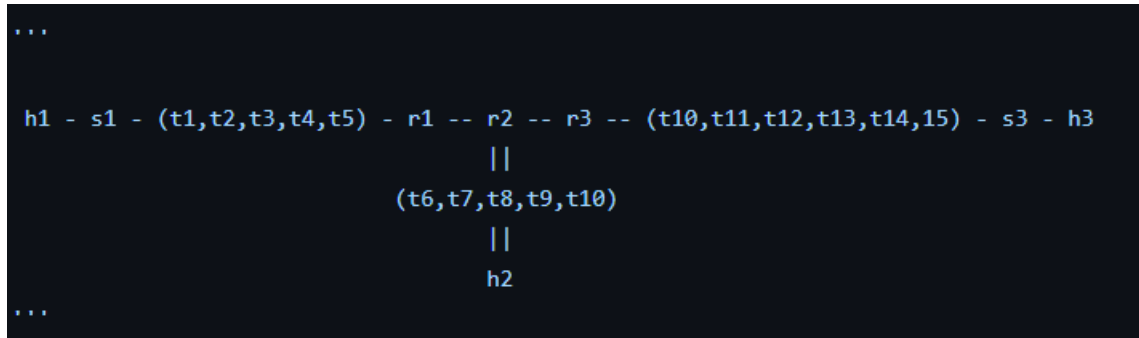 ...
h1 - s1 - (t1,t2,t3,t4,t5) - r1 -- r2 -- r3 -- (t10,t11,t12,t13,t14,15) - s3 - h3
||
(t6,t7,t8,t9,t10)
||
h2
...